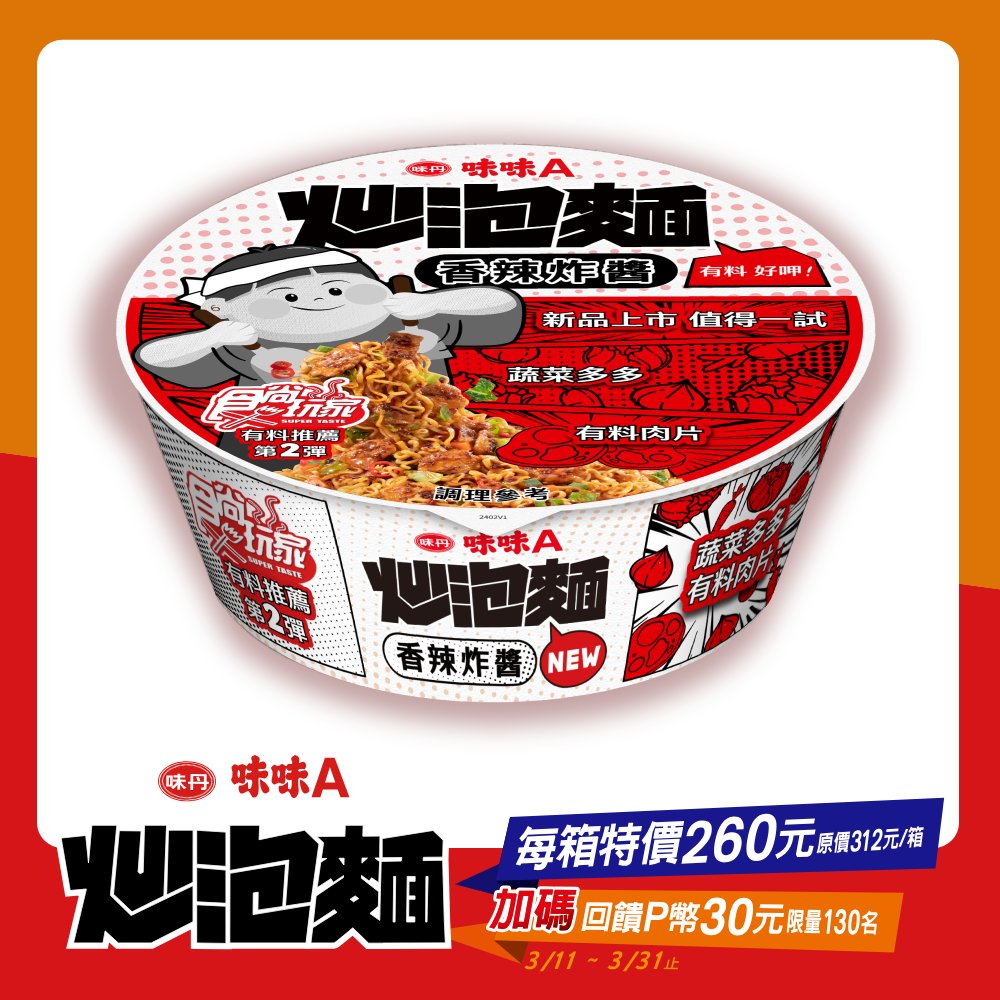 味丹 味味A
炒泡麵
香辣炸醬
有料 好呷!
新品上市 值得一試
蔬菜多多
有料肉片
食尚玩家
SUPER TASTE
有料推薦
第2彈
調理參考
2402V1
味丹 味味A
炒泡麵
香辣炸醬
NEW
食尚玩家
SUPER TASTE
有料推薦
第2彈
蔬菜多多
有料肉片
味丹 味味A
炒泡麵
每箱特價260元原價312元/箱
加碼 回饋P幣30元限量130名
3/11 ~ 3/31止